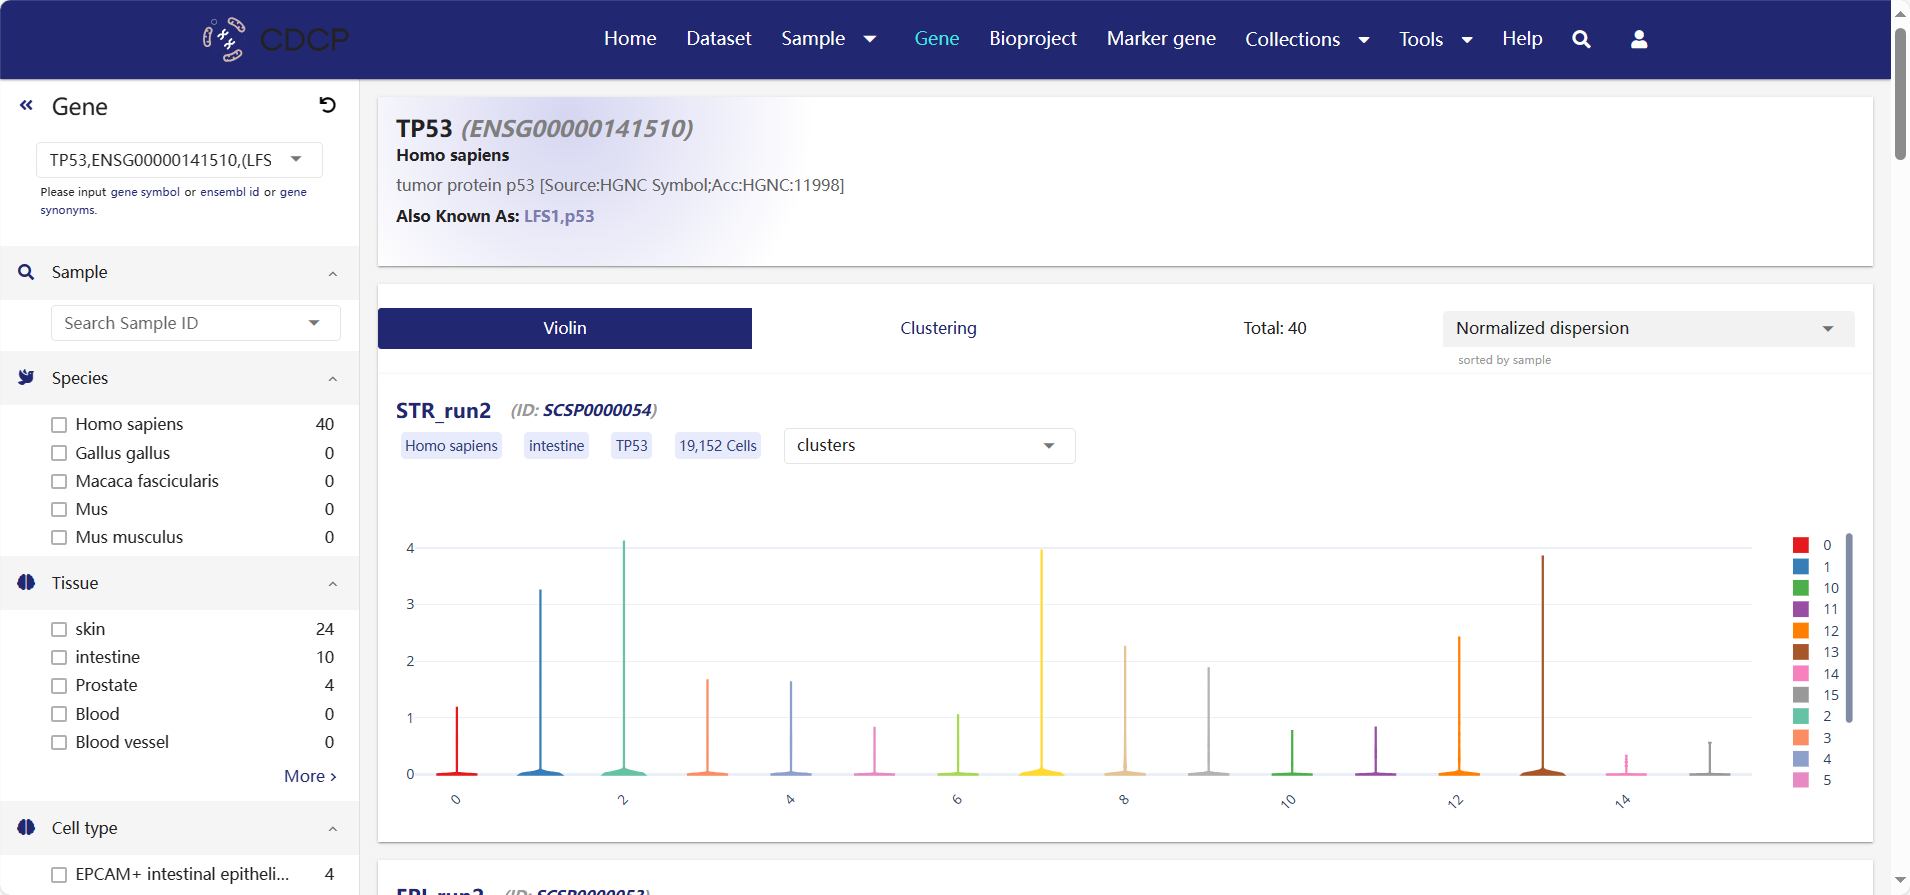 CDCP
Home Dataset Sample Gene Bioproject Marker gene Collections Tools Help
Gene
TP53,ENSG00000141510,(LFS
Please input gene symbol or ensembl id or gene
synonyms.
Sample
Search Sample ID
Species
Homo sapiens 40
Gallus gallus 0
Macaca fascicularis 0
Mus 0
Mus musculus 0
Tissue
skin 24
intestine 10
Prostate 4
Blood 0
Blood vessel 0
More ›
Cell type
EPCAM+ intestinal epitheli... 4
TP53 (ENSG00000141510)
Homo sapiens
tumor protein p53 [Source:HGNC Symbol;Acc:HGNC:11998]
Also Known As: LFS1,p53
Violin Clustering Total: 40 Normalized dispersion
sorted by sample
STR_run2 (ID: SCSP0000054)
Homo sapiens intestine TP53 19,152 Cells clusters
4
3
2
1
0
0 2 4 6 8 10 12 14
0
1
10
11
12
13
14
15
2
3
4
5
EPI_run2 (ID: SCSP0000053)